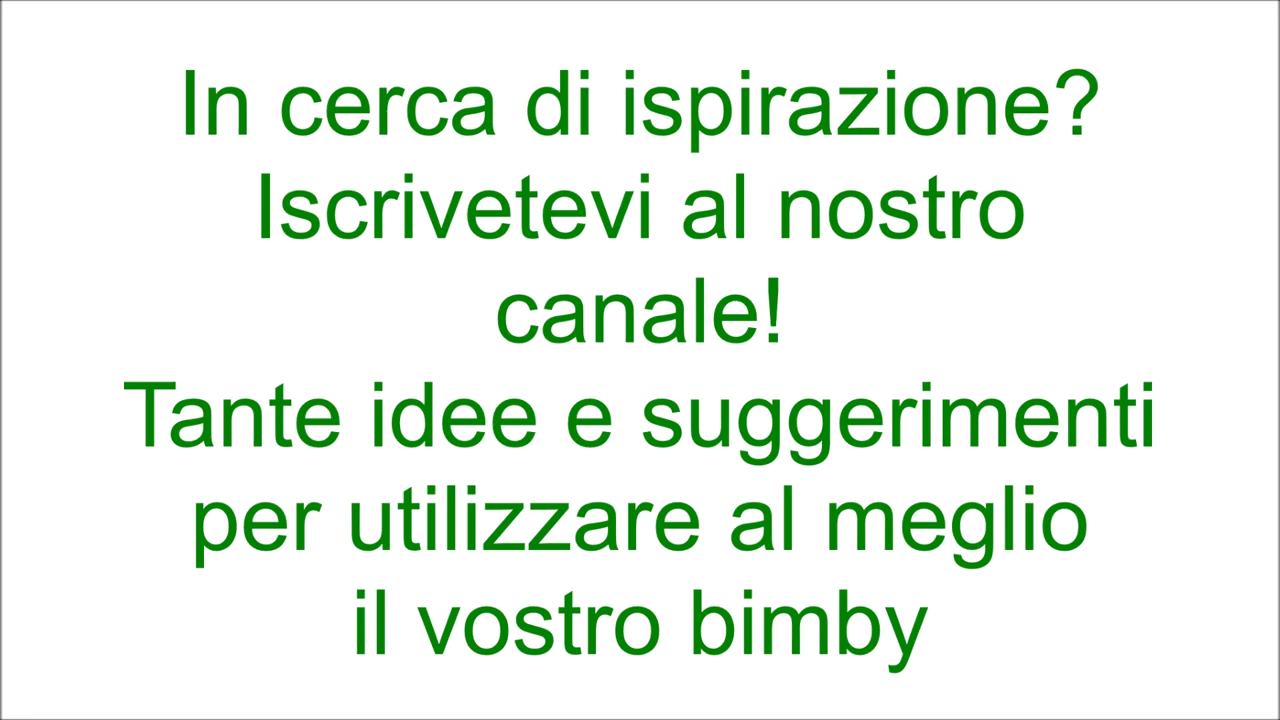 In cerca di ispirazione?
Iscrivetevi al nostro
canale!
Tante idee e suggerimenti
per utilizzare al meglio
il vostro bimby